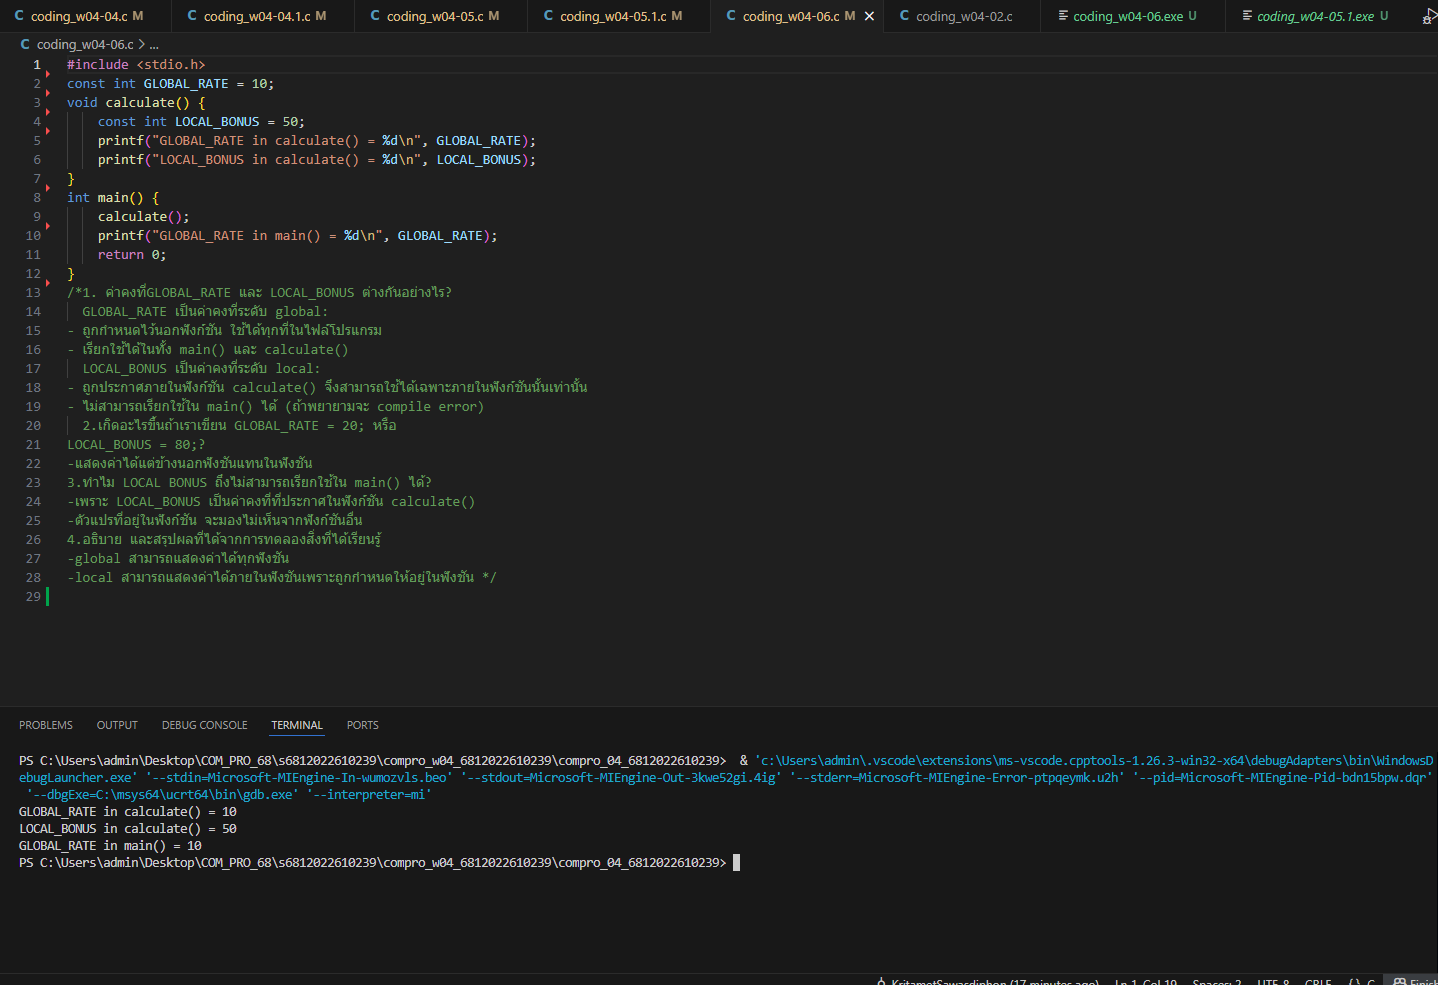 coding_w04-04.c M coding_w04-04.1.c M coding_w04-05.c M coding_w04-05.1.c M coding_w04-06.c M coding_w04-02.c coding_w04-06.exe U coding_w04-05.1.exe U
C coding_w04-06.c > ...
1 #include <stdio.h>
2 const int GLOBAL_RATE = 10;
3 void calculate() {
4 const int LOCAL_BONUS = 50;
5 printf("GLOBAL_RATE in calculate() = %d\n", GLOBAL_RATE);
6 printf("LOCAL_BONUS in calculate() = %d\n", LOCAL_BONUS);
7 }
8 int main() {
9 calculate();
10 printf("GLOBAL_RATE in main() = %d\n", GLOBAL_RATE);
11 return 0;
12 }
13 /*1. ค่าคงที่GLOBAL_RATE และ LOCAL_BONUS ต่างกันอย่างไร?
14 GLOBAL_RATE เป็นค่าคงที่ระดับ global:
15 - ถูกกำหนดไว้นอกฟังก์ชัน ใช้ได้ทุกที่ในไฟล์โปรแกรม
16 - เรียกใช้ได้ในทั้ง main() และ calculate()
17 LOCAL_BONUS เป็นค่าคงที่ระดับ local:
18 - ถูกประกาศภายในฟังก์ชัน calculate() จึงสามารถใช้ได้เฉพาะภายในฟังก์ชันนั้นเท่านั้น
19 - ไม่สามารถเรียกใช้ใน main() ได้ (ถ้าพยายามจะ compile error)
20 2.เกิดอะไรขึ้นถ้าเราเขียน GLOBAL_RATE = 20; หรือ
21 LOCAL_BONUS = 80;?
22 -แสดงค่าได้แต่ข้างนอกฟังชันแทนในฟังชัน
23 3.ทำไม LOCAL BONUS ถึงไม่สามารถเรียกใช้ใน main() ได้?
24 -เพราะ LOCAL_BONUS เป็นค่าคงที่ที่ประกาศในฟังก์ชัน calculate()
25 -ตัวแปรที่อยู่ในฟังก์ชัน จะมองไม่เห็นจากฟังก์ชันอื่น
26 4.อธิบาย และสรุปผลที่ได้จากการทดลองสิ่งที่ได้เรียนรู้
27 -global สามารถแสดงค่าได้ทุกฟังชัน
28 -local สามารถแสดงค่าได้ภายในฟังชันเพราะถูกกำหนดให้อยู่ในฟังชัน */
29
PROBLEMS OUTPUT DEBUG CONSOLE TERMINAL PORTS
PS C:\Users\admin\Desktop\COM_PRO_68\s6812022610239\compro_w04_6812022610239\compro_04_6812022610239> & 'c:\Users\admin\.vscode\extensions\ms-vscode.cpptools-1.26.3-win32-x64\debugAdapters\bin\WindowsD
ebugLauncher.exe' '--stdin=Microsoft-MIEngine-In-wumozvls.beo' '--stdout=Microsoft-MIEngine-Out-3kwe52gi.4ig' '--stderr=Microsoft-MIEngine-Error-ptpqeymk.u2h' '--pid=Microsoft-MIEngine-Pid-bdn15bpw.dqr'
'--dbgExe=C:\msys64\ucrt64\bin\gdb.exe' '--interpreter=mi'
GLOBAL_RATE in calculate() = 10
LOCAL_BONUS in calculate() = 50
GLOBAL_RATE in main() = 10
PS C:\Users\admin\Desktop\COM_PRO_68\s6812022610239\compro_w04_6812022610239\compro_04_6812022610239>
KritametSawasdiphon (17 minutes ago) Ln 1, Col 19 Spaces: 2 UTF-8 CRLF {} C